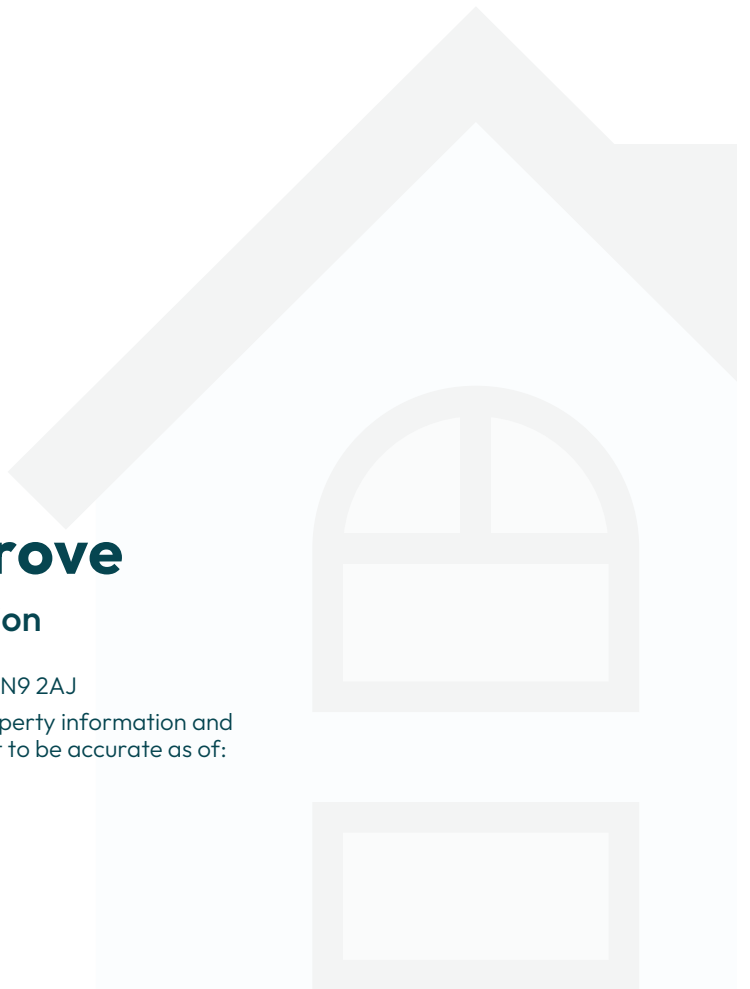 rove
on
N9 2AJ
perty information and
to be accurate as of: